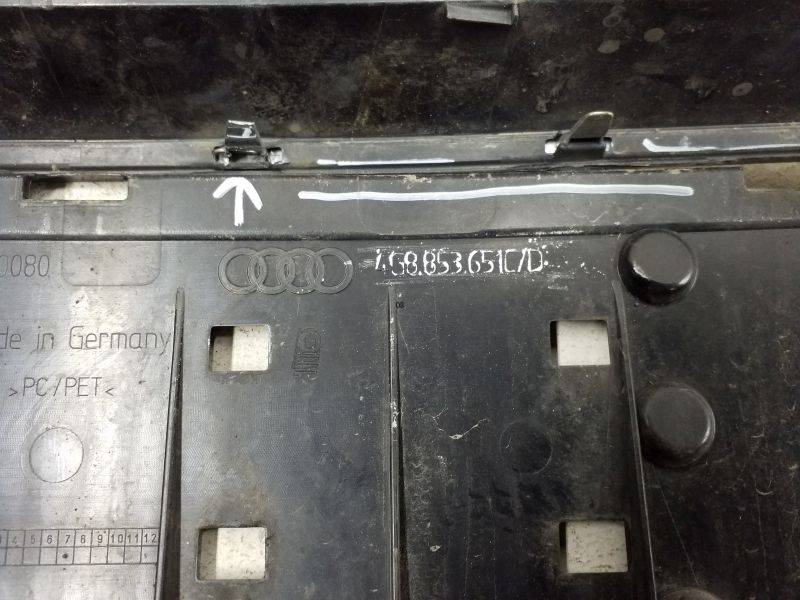 4G8.853.651C/D
0080
de in Germany
>PC/PET<
4 5 6 7 8 9 10 11 12